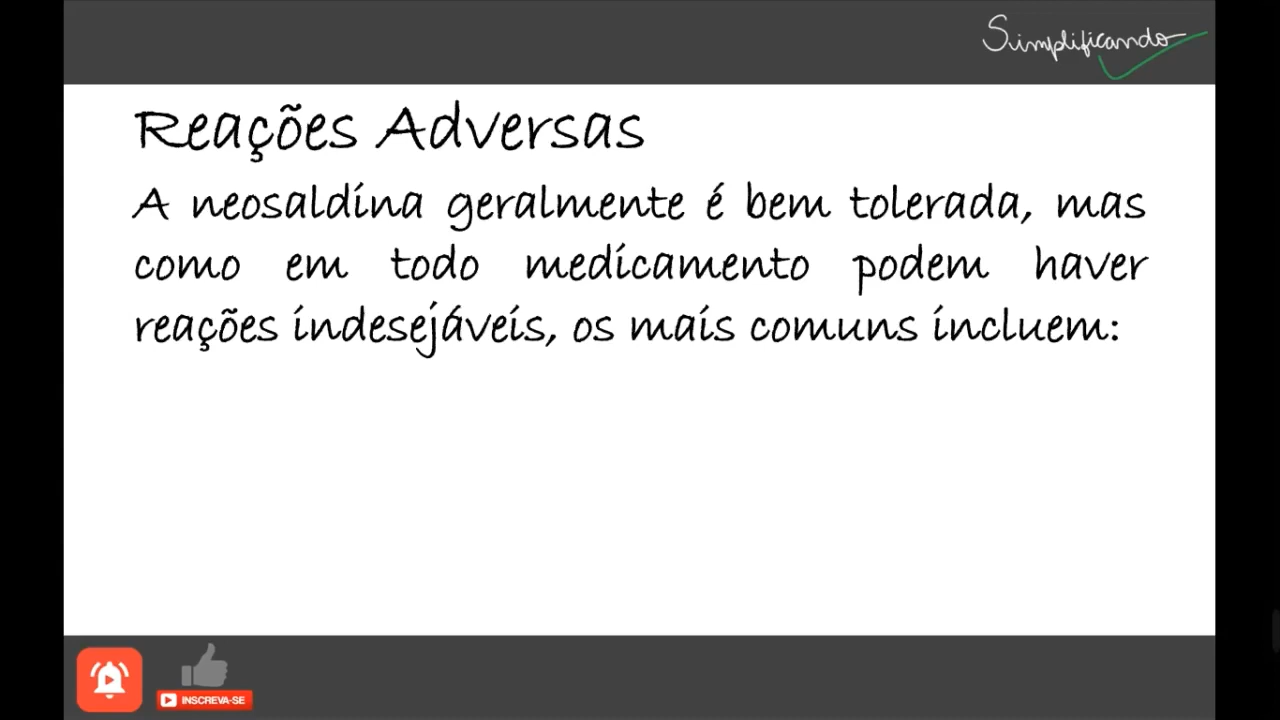 Simplificando
Reações Adversas
A neosaldina geralmente é bem tolerada, mas
como em todo medicamento podem haver
reações indesejáveis, os mais comuns incluem:
INSCREVA-SE